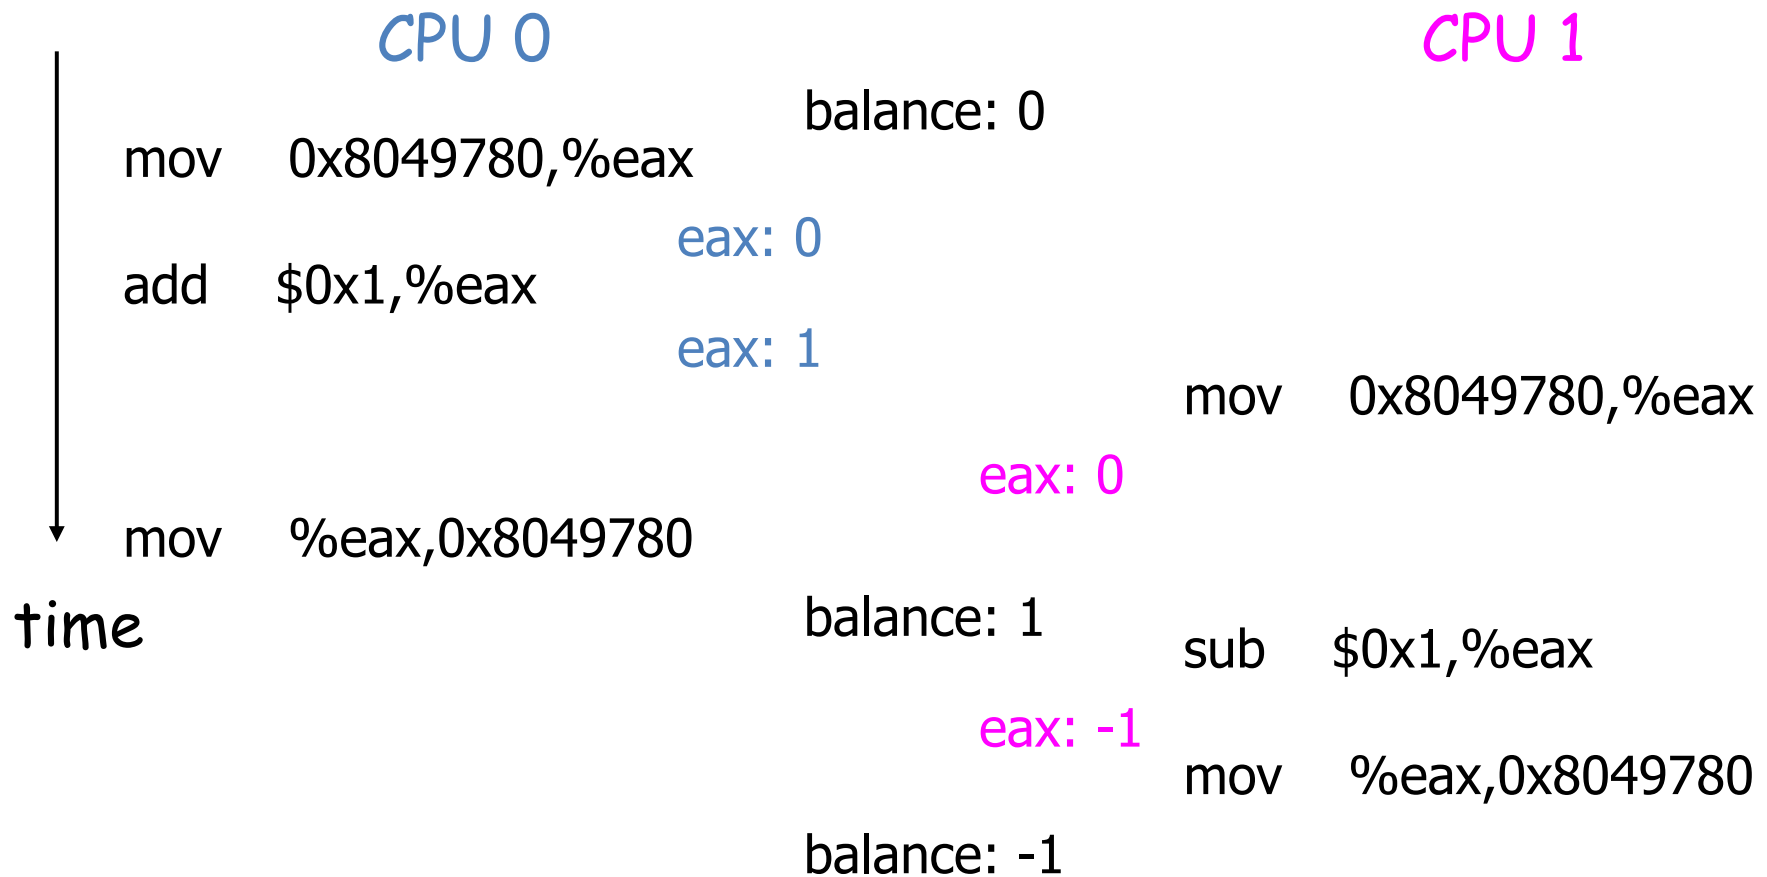 CPU 0
CPU 1
balance: 0
mov 0x8049780,%eax
eax: 0
add $0x1,%eax
eax: 1
mov 0x8049780,%eax
eax: 0
mov %eax,0x8049780
time
balance: 1
sub $0x1,%eax
eax: -1
mov %eax,0x8049780
balance: -1